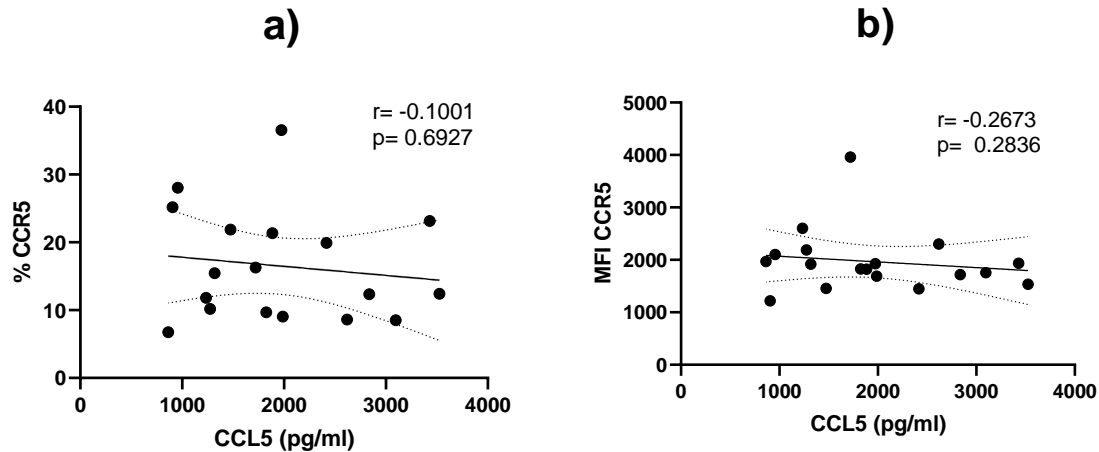 a)
r= -0.1001
p= 0.6927
% CCR5
40
30
20
10
0
0 1000 2000 3000 4000
CCL5 (pg/ml)
b)
r= -0.2673
p= 0.2836
MFI CCR5
5000
4000
3000
2000
1000
0
0 1000 2000 3000 4000
CCL5 (pg/ml)